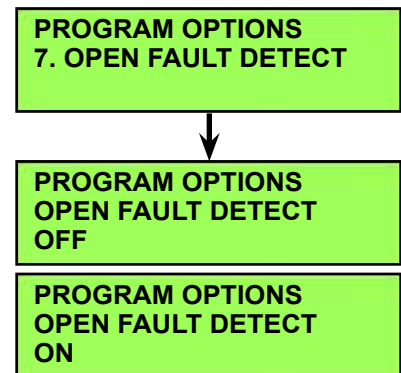 PROGRAM OPTIONS
7. OPEN FAULT DETECT
PROGRAM OPTIONS
OPEN FAULT DETECT
OFF
PROGRAM OPTIONS
OPEN FAULT DETECT
ON